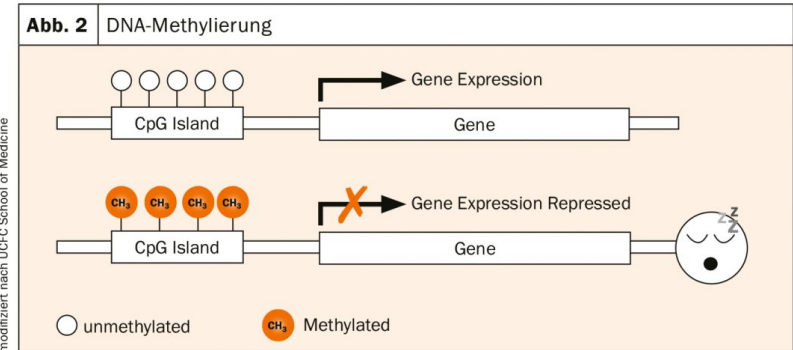 Abb. 2 DNA-Methylierung
Gene Expression
CpG Island
Gene
CH₃ CH₃ CH₃ CH₃
Gene Expression Repressed
z z z
CpG Island
Gene
unmethylated
CH₃ Methylated
modifiziert nach UCFC School of Medicine